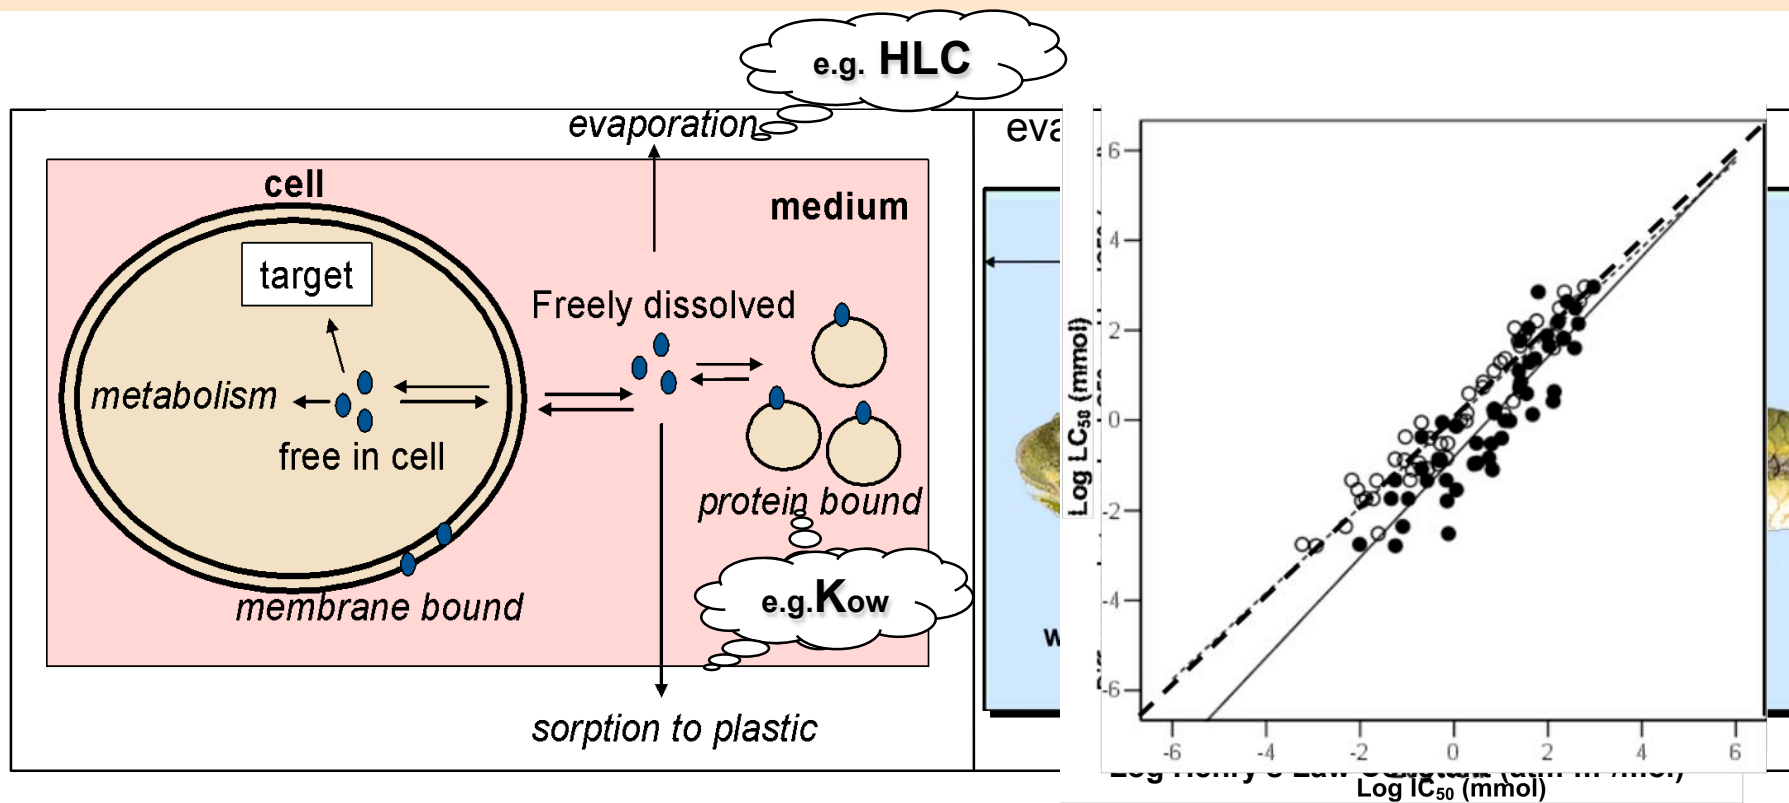 e.g. HLC
evaporation
eva
cell
medium
target
Freely dissolved
metabolism
free in cell
protein bound
e.g.Kow
membrane bound
sorption to plastic
w
Log LC50 (mmol)
6
4
2
0
-2
-4
-6
-6
-4
-2
0
2
4
6
Log IC50 (mmol)